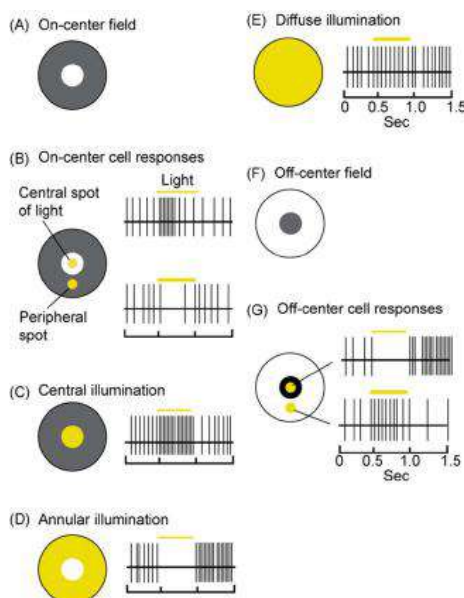 (A) On-center field
(B) On-center cell responses
Light
Central spot
of light
Peripheral
spot
(C) Central illumination
(D) Annular illumination
(E) Diffuse illumination
0 0.5 1.0 1.5
Sec
(F) Off-center field
(G) Off-center cell responses
0 0.5 1.0 1.5
Sec